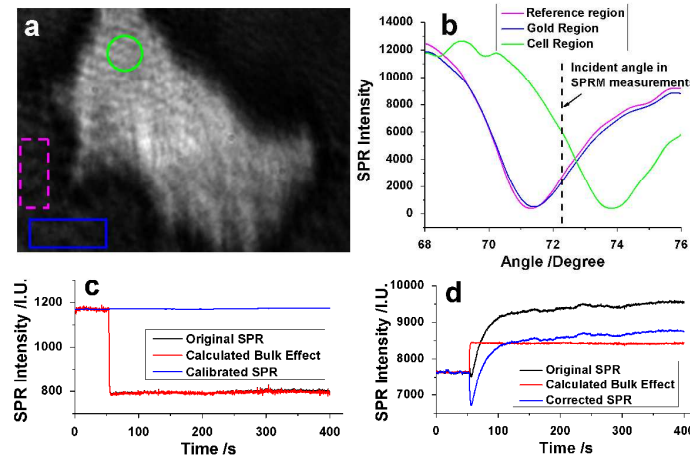 a
b
Reference region
Gold Region
Cell Region
Incident angle in
SPRM measurements
SPR Intensity
14000
12000
10000
8000
6000
4000
2000
0
68 70 72 74 76
Angle /Degree
c
SPR Intensity /I.U.
1200
1000
800
Original SPR
Calculated Bulk Effect
Calibrated SPR
0 100 200 300 400
Time /s
d
SPR Intensity /I.U.
9000
8000
7000
Original SPR
Calculated Bulk Effect
Corrected SPR
0 100 200 300 400
Time /s